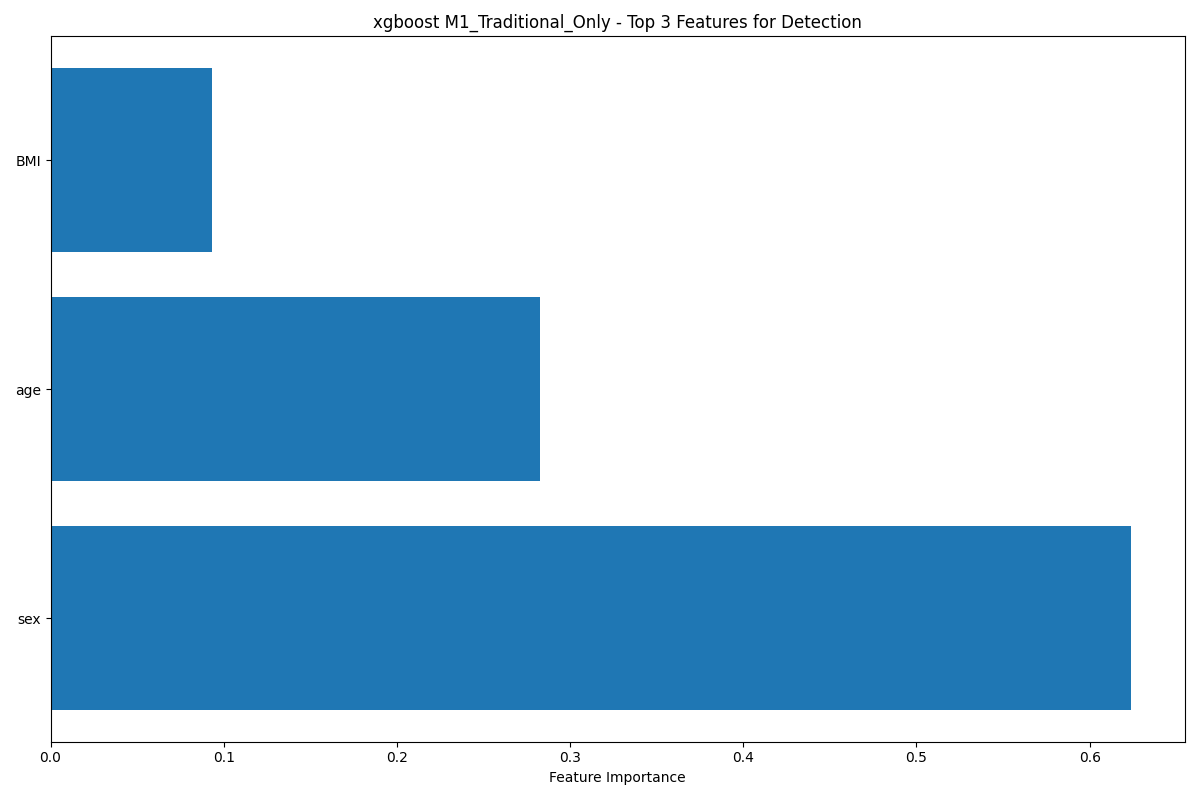 xgboost M1_Traditional_Only - Top 3 Features for Detection
BMI
age
sex
0.0 0.1 0.2 0.3 0.4 0.5 0.6
Feature Importance